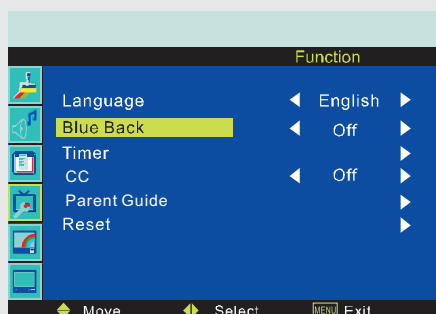 Function
Language English
Blue Back Off
Timer
CC Off
Parent Guide
Reset
Move Select MENU Exit